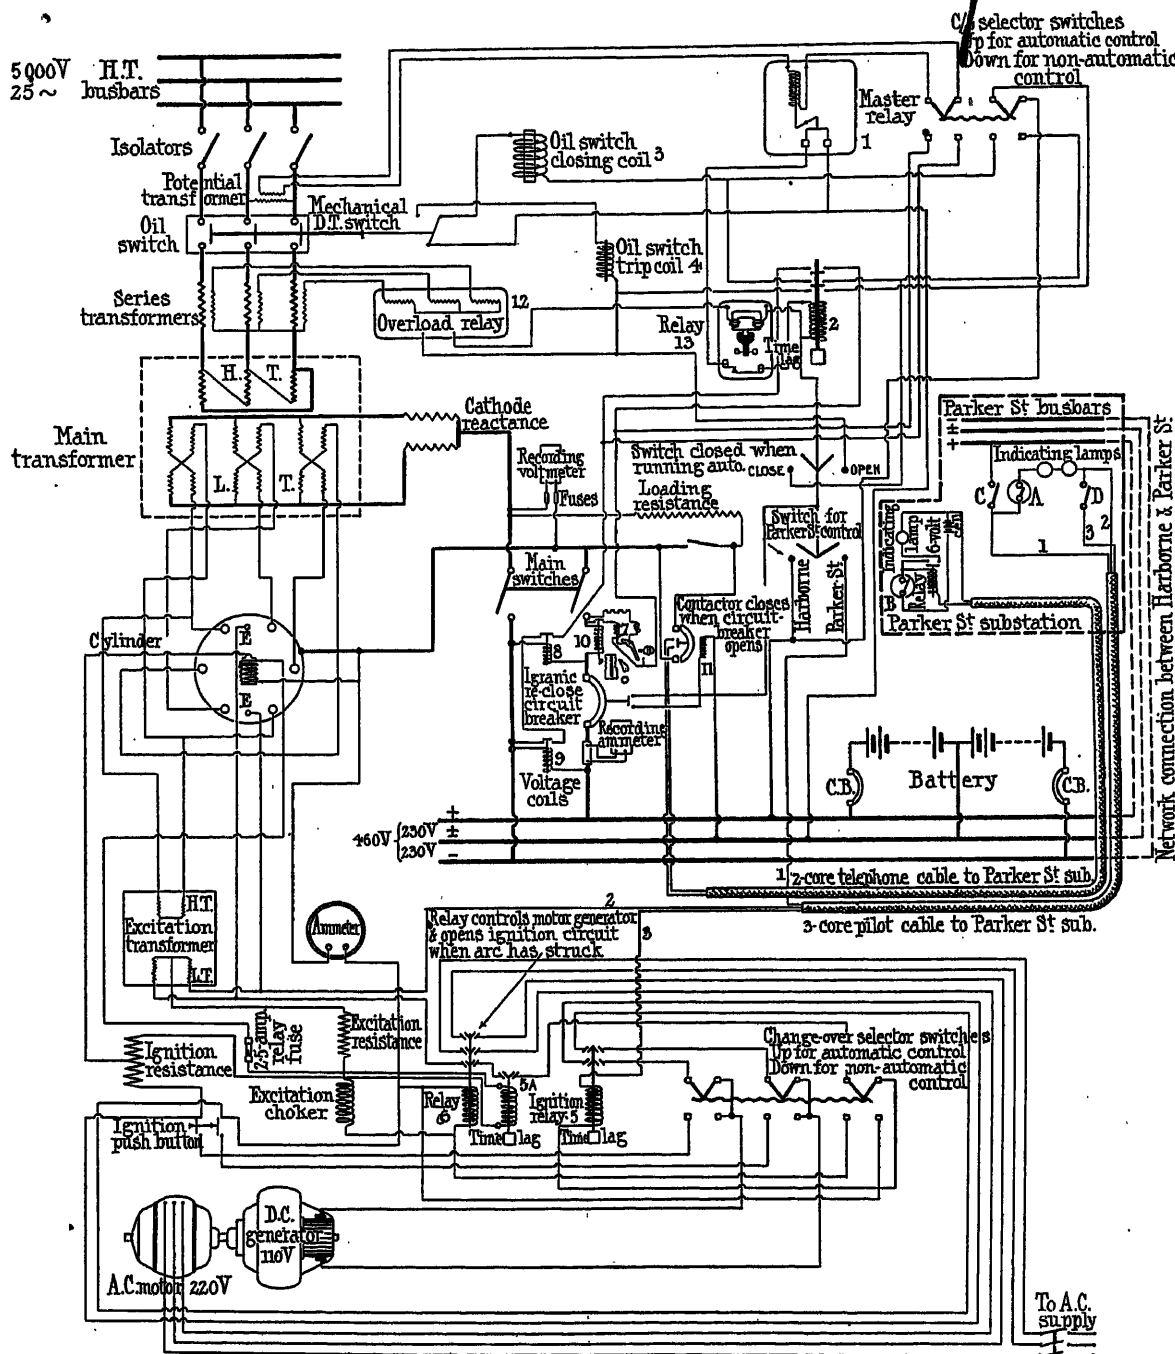 C/o selector switches
Up for automatic control
Down for non-automatic
control
5000V H.T.
25 ~ busbars
Isolators
Potential
transformer
Oil
switch
Mechanical
D.T. switch
Oil switch
closing coil 3
Master
relay
1
Oil switch
trip coil 4
Series
transformers
12
Overload relay
Relay
13
Time
lag
2
H. T.
Main
transformer
L. T.
Cathode
reactance
Recording
voltmeter
Fuses
Switch closed when
running auto. CLOSE OPEN
Loading
resistance
Switch for
Parker St control
Harborne
Parker St
Parker St busbars
+
±
+
Indicating lamps
C A D
1 3 2
Indicating
lamp
6-volt
cell
B
Relay
Parker St substation
Network connection between Harborne & Parker St.
Main
switches
Contactor closes
when circuit-
breaker
opens
11
Cylinder
E
E
8
10
7
Igranic
re-close
circuit
breaker
Recording
ammeter
9
Voltage
coils
Battery
C.B. C.B.
460V
230V
230V
+
±
−
1 2-core telephone cable to Parker St sub.
3-core pilot cable to Parker St sub.
H.T.
Excitation
transformer
L.T.
Ammeter
2
Relay controls motor generator
& opens ignition circuit
when arc has struck
3
Ignition
resistance
2·5-amp
relay
fuse
Excitation
resistance
Excitation
choker
Relay
6
5A
Ignition
relay 5
Time lag
Time lag
Change-over selector switches
Up for automatic control
Down for non-automatic
control
Ignition
push button
D.C.
generator
110V
A.C. motor 220V
To A.C.
supply